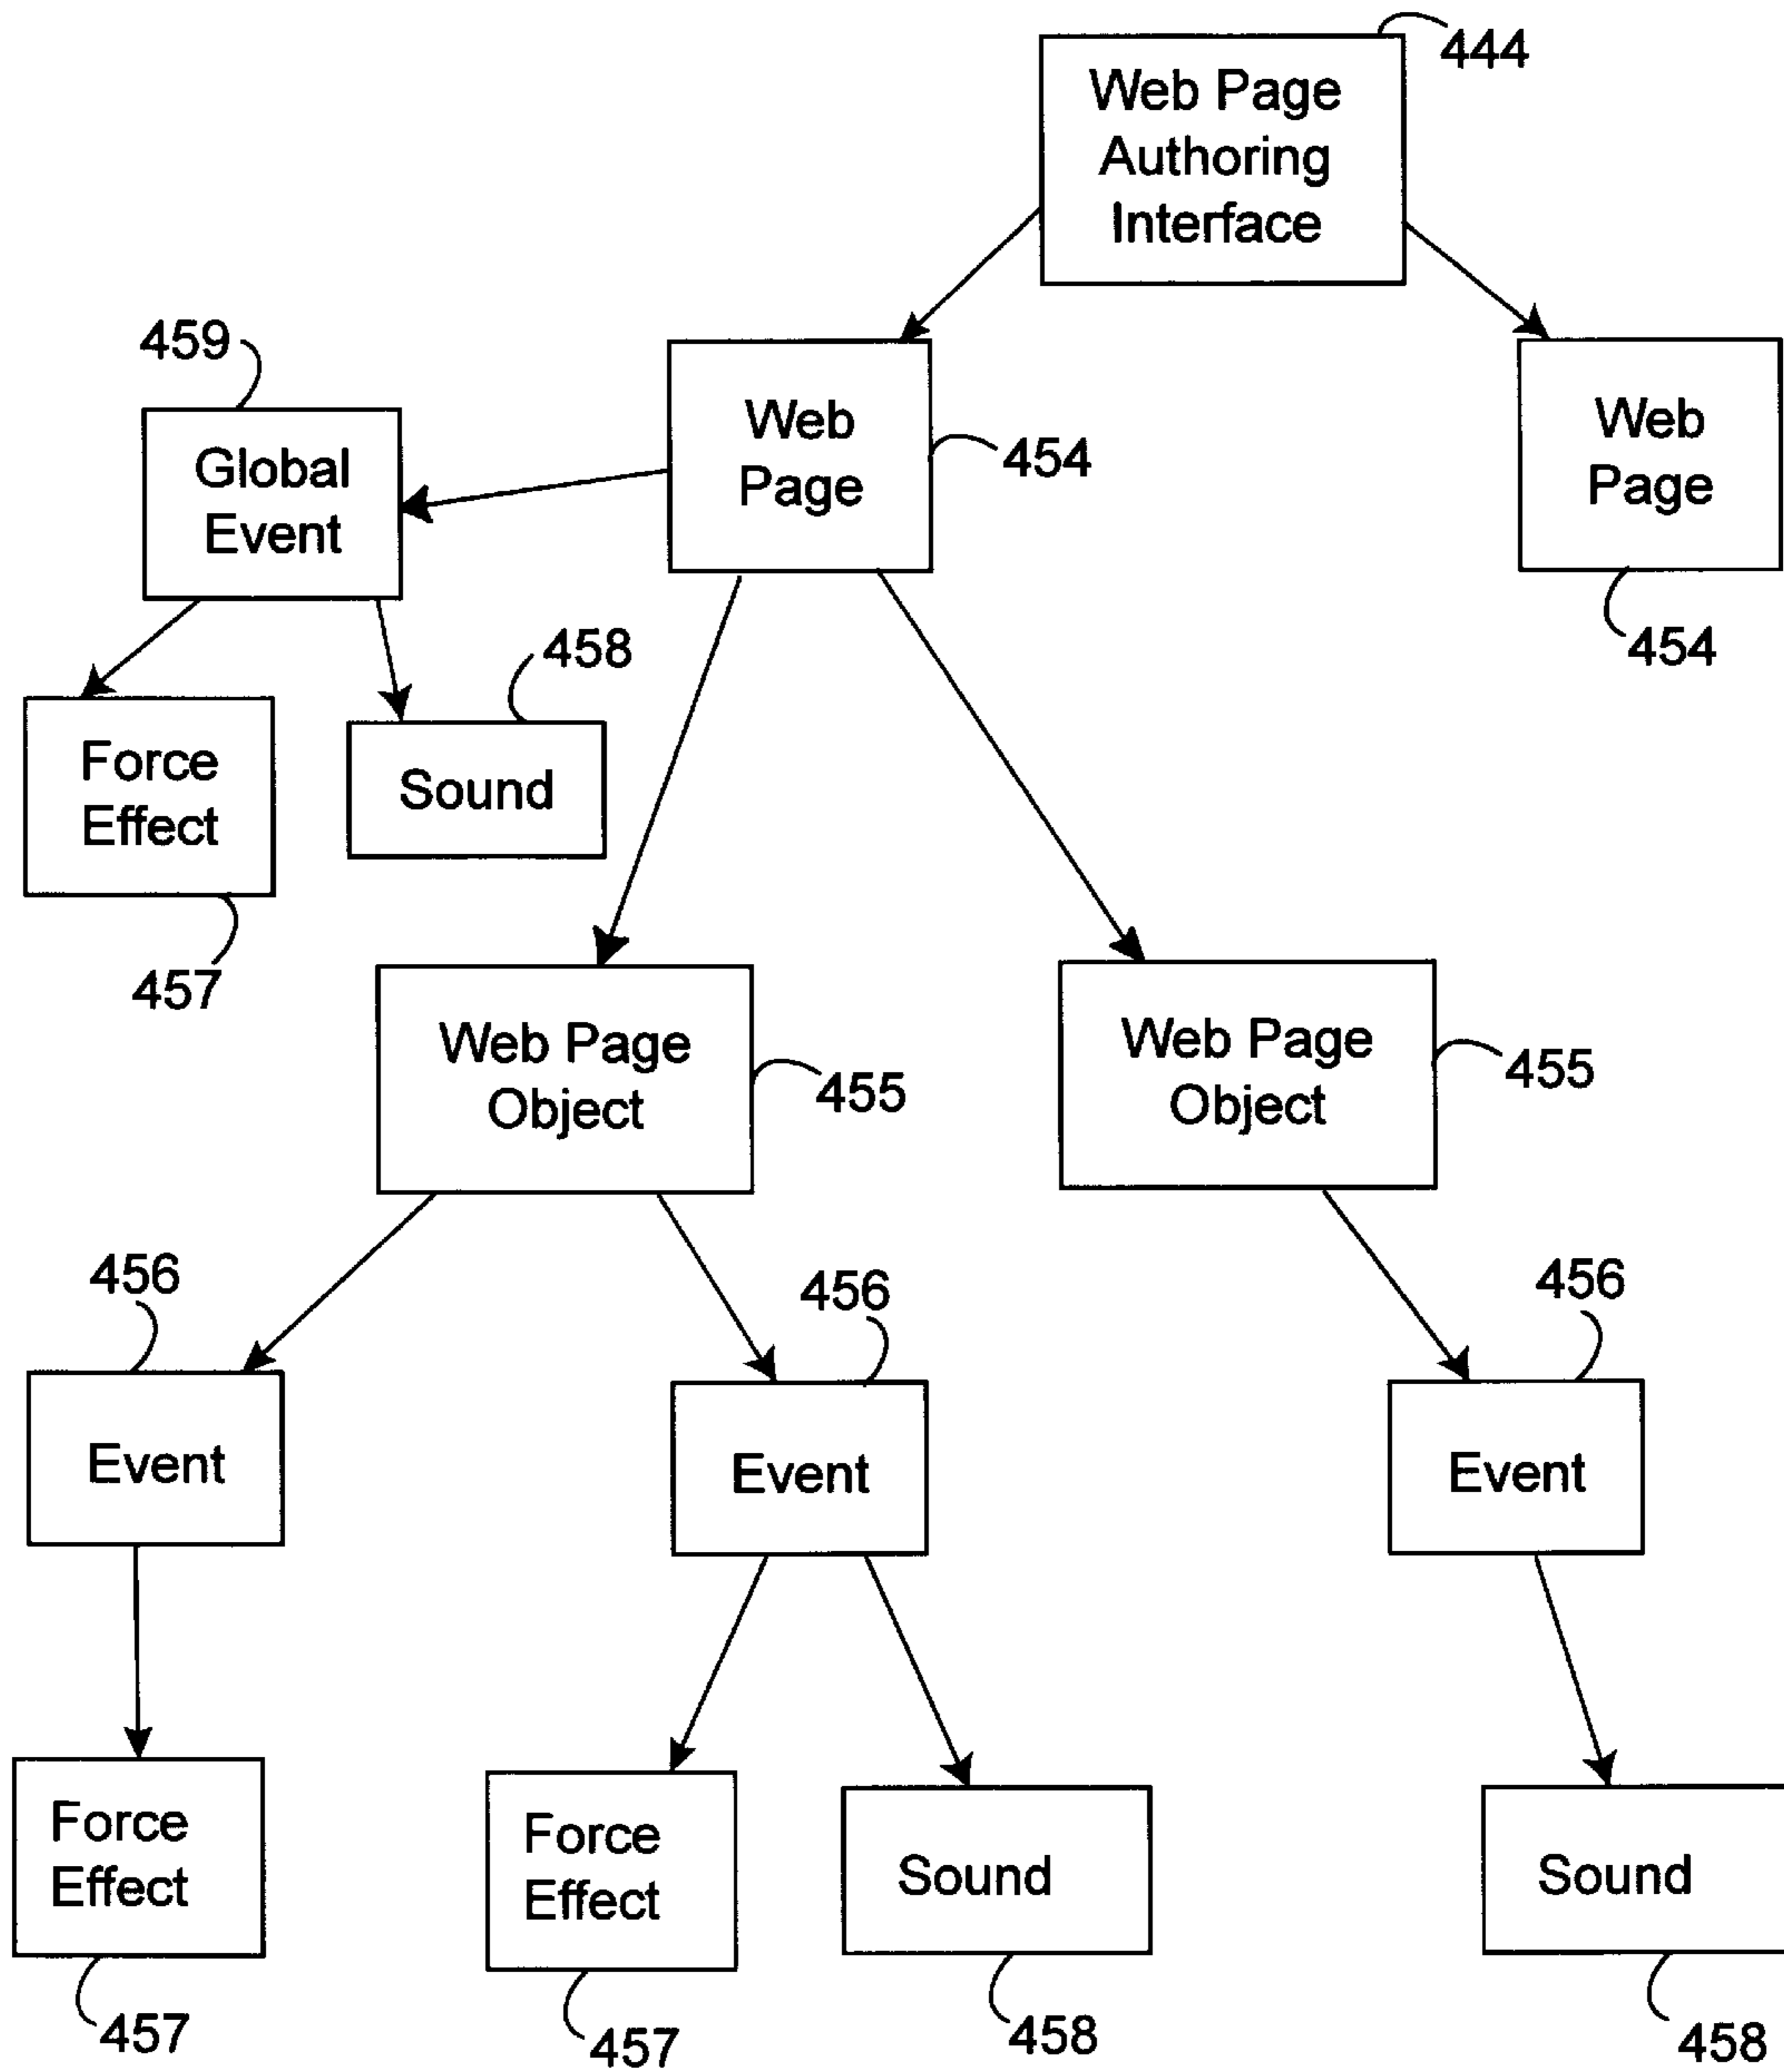 444
Web Page
Authoring
Interface
459
Global
Event
Web
Page
454
Web
Page
454
458
Force
Effect
Sound
457
Web Page
Object
455
Web Page
Object
455
456
456
456
Event
Event
Event
Force
Effect
Force
Effect
Sound
Sound
457
457
458
458